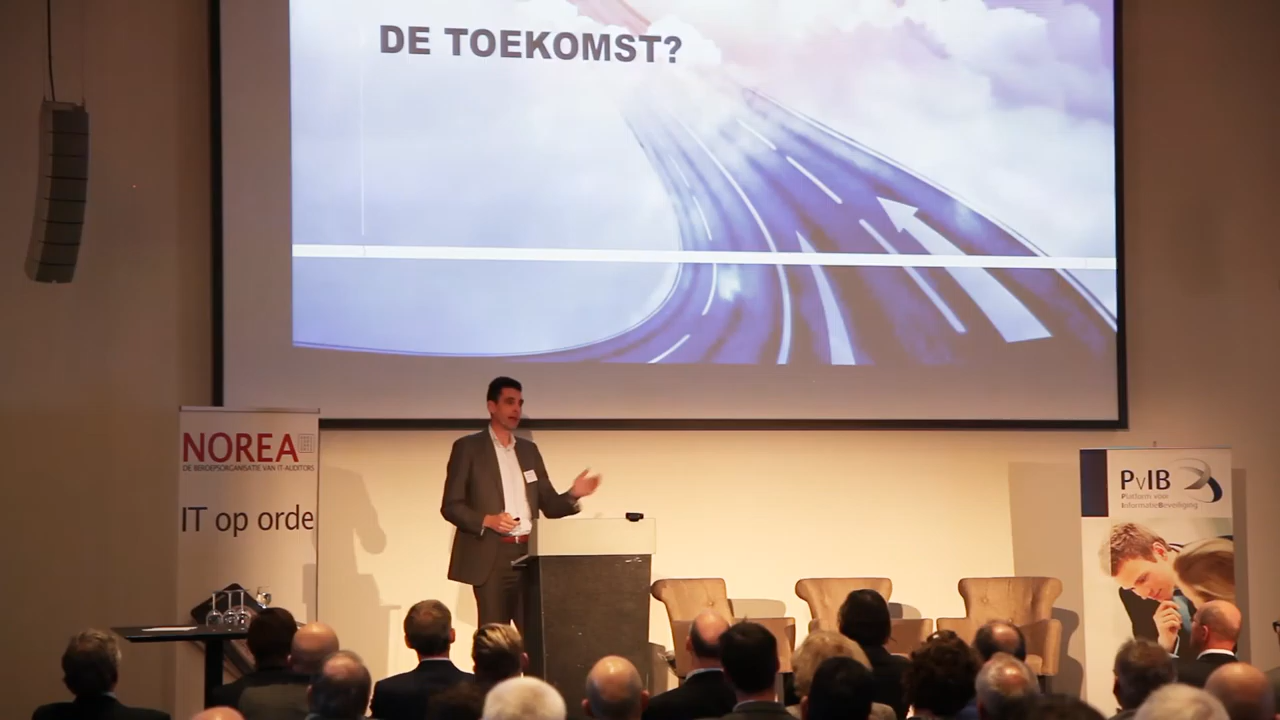 DE TOEKOMST?
NOREA
DE BEROEPSORGANISATIE VAN IT-AUDITORS
IT op orde
PvIB
Platform voor
InformatieBeveiliging